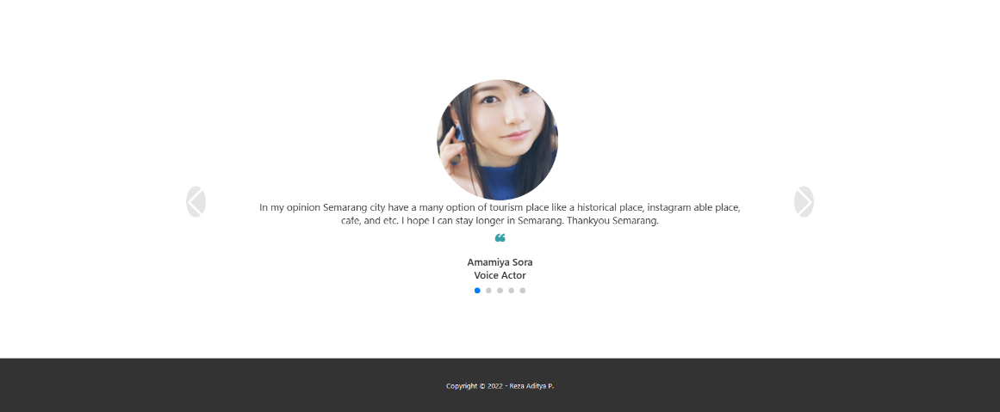 In my opinion Semarang city have a many option of tourism place like a historical place, instagram able place,
cafe, and etc. I hope I can stay longer in Semarang. Thankyou Semarang.
❝
Amamiya Sora
Voice Actor
Copyright © 2022 - Reza Aditya P.